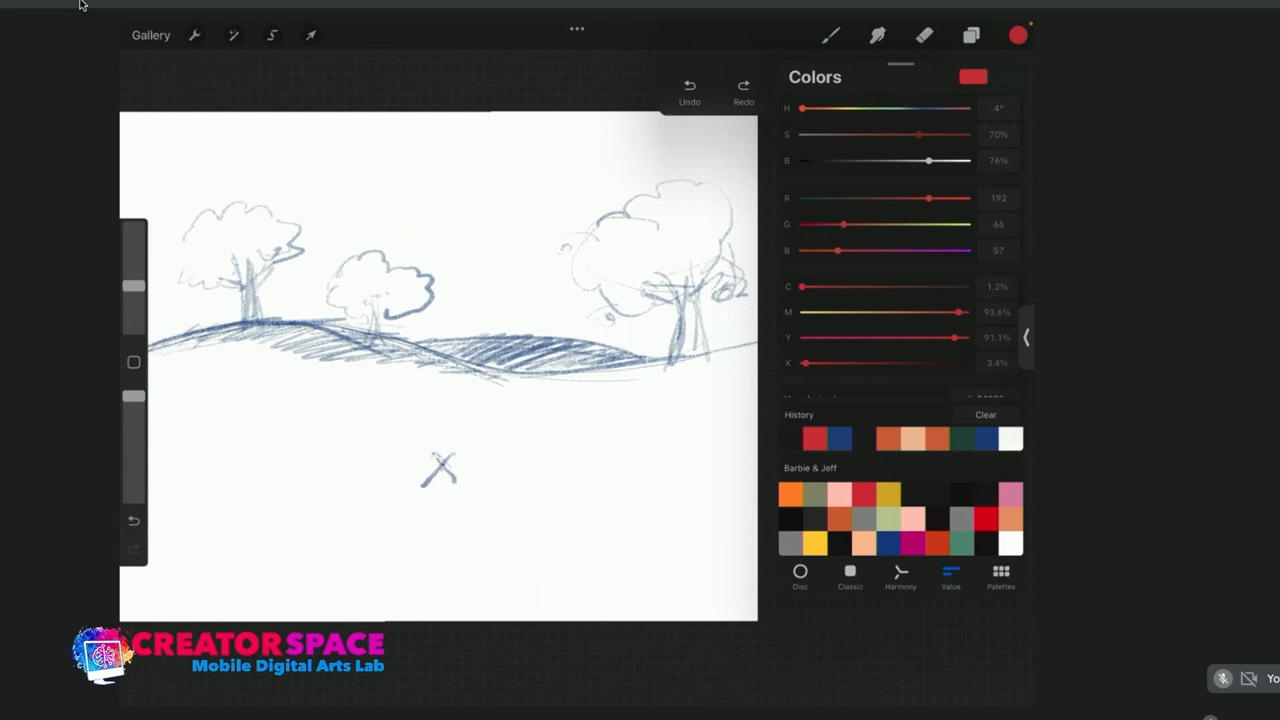 Gallery
Undo
Redo
Colors
H 4°
S 70%
B 76%
R 192
G 66
B 57
C 1.2%
M 93.6%
Y 91.1%
K 3.4%
History
Clear
Barbie & Jeff
Disc
Classic
Harmony
Value
Palettes
X
CREATORSPACE
Mobile Digital Arts Lab
Yo